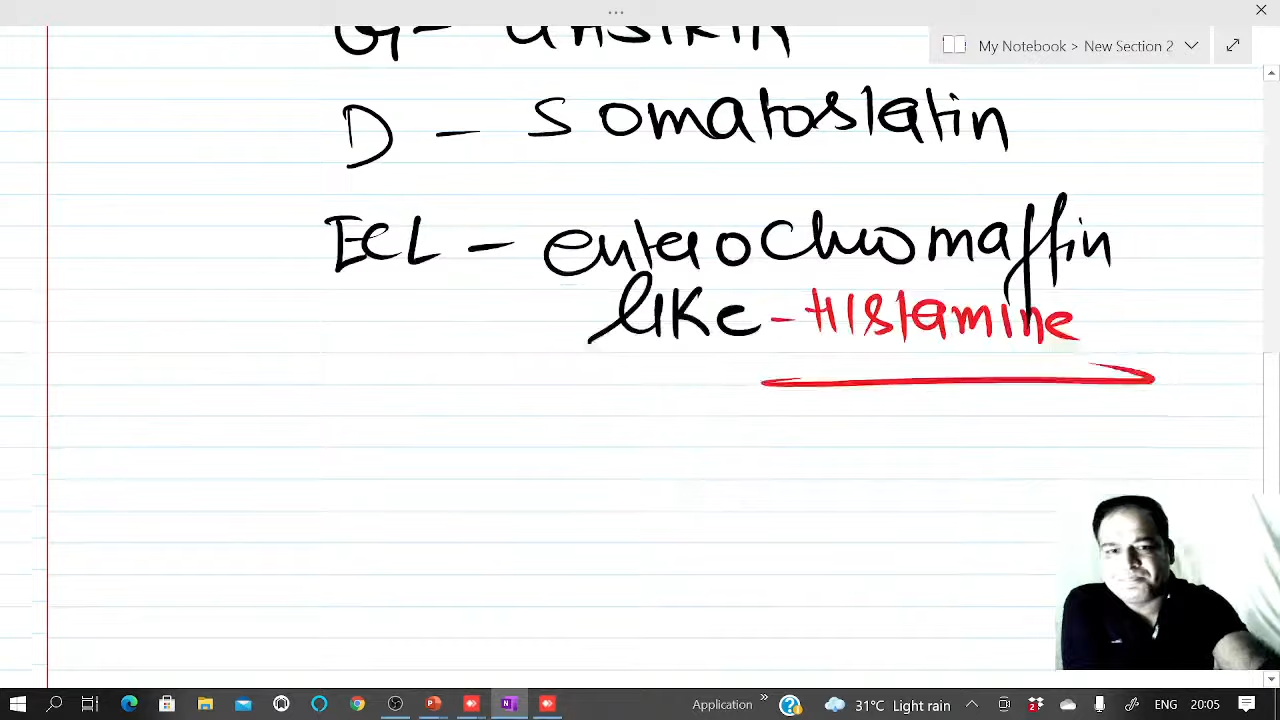 My Notebook > New Section 2
D - Somatostatin
ECL - enterochromaffin
like - Histamine
Application
31°C Light rain
ENG
20:05